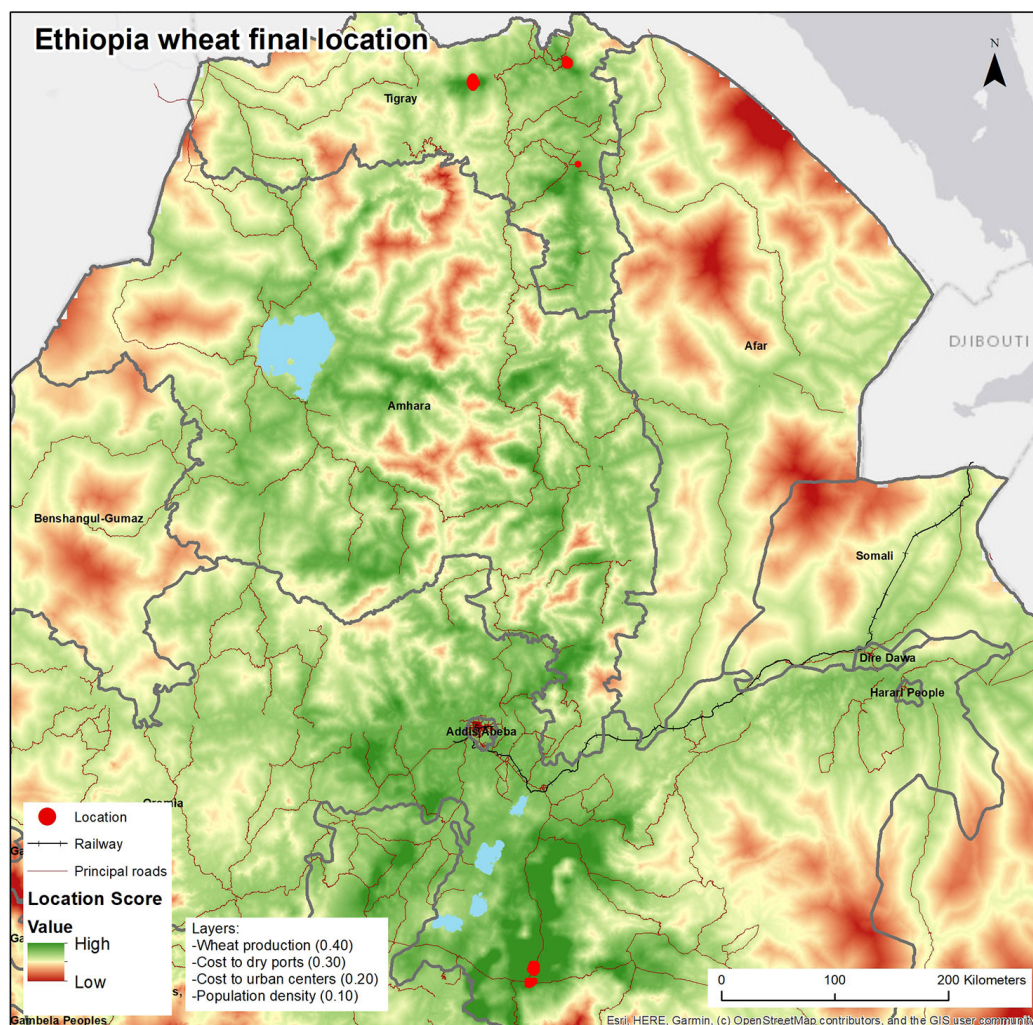 Ethiopia wheat final location
N
Tigray
DJIBOUTI
Afar
Amhara
Benshangul-Gumaz
Somali
Dire Dawa
Harari People
Addis Abeba
Oromia
Location
Railway
Principal roads
Location Score
Value
High
Low
Layers:
-Wheat production (0.40)
-Cost to dry ports (0.30)
-Cost to urban centers (0.20)
-Population density (0.10)
0 100 200 Kilometers
Gambela Peoples
Esri, HERE, Garmin, (c) OpenStreetMap contributors, and the GIS user community